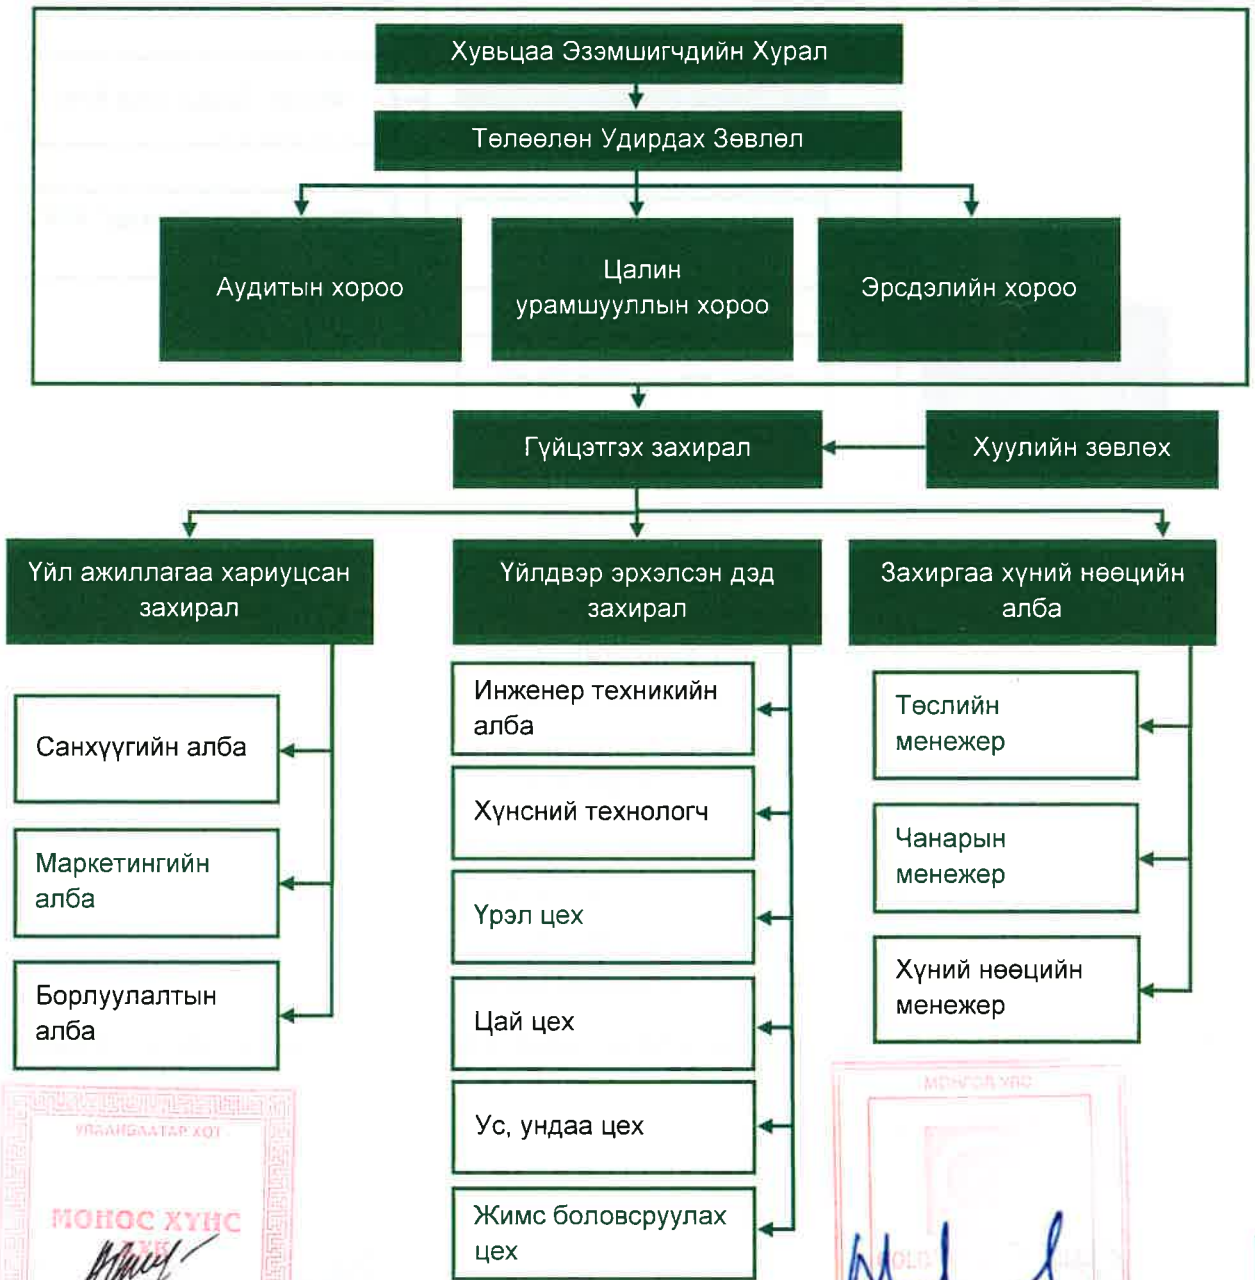 Хувьцаа Эзэмшигчдийн Хурал
Төлөөлөн Удирдах Зөвлөл
Аудитын хороо
Цалин
урамшууллын хороо
Эрсдэлийн хороо
Гүйцэтгэх захирал
Хуулийн зөвлөх
Үйл ажиллагаа хариуцсан
захирал
Үйлдвэр эрхэлсэн дэд
захирал
Захиргаа хүний нөөцийн
алба
Санхүүгийн алба
Маркетингийн
алба
Борлуулалтын
алба
Инженер техникийн
алба
Хүнсний технологч
Үрэл цех
Цай цех
Ус, ундаа цех
Жимс боловсруулах
цех
Төслийн
менежер
Чанарын
менежер
Хүний нөөцийн
менежер
УЛААНБААТАР ХОТ
МОНОС ХҮНС
МОНГОЛ УЛС